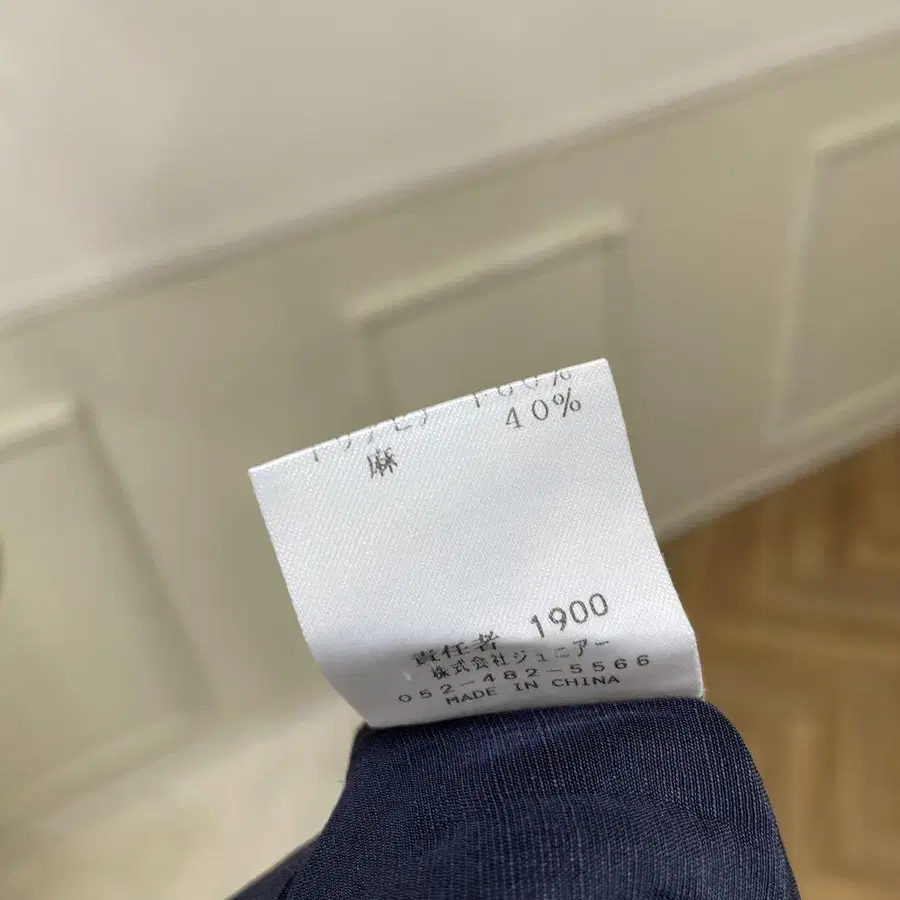 麻 40%
責任者 1900
株式会社ジュニアー
052-482-5566
MADE IN CHINA